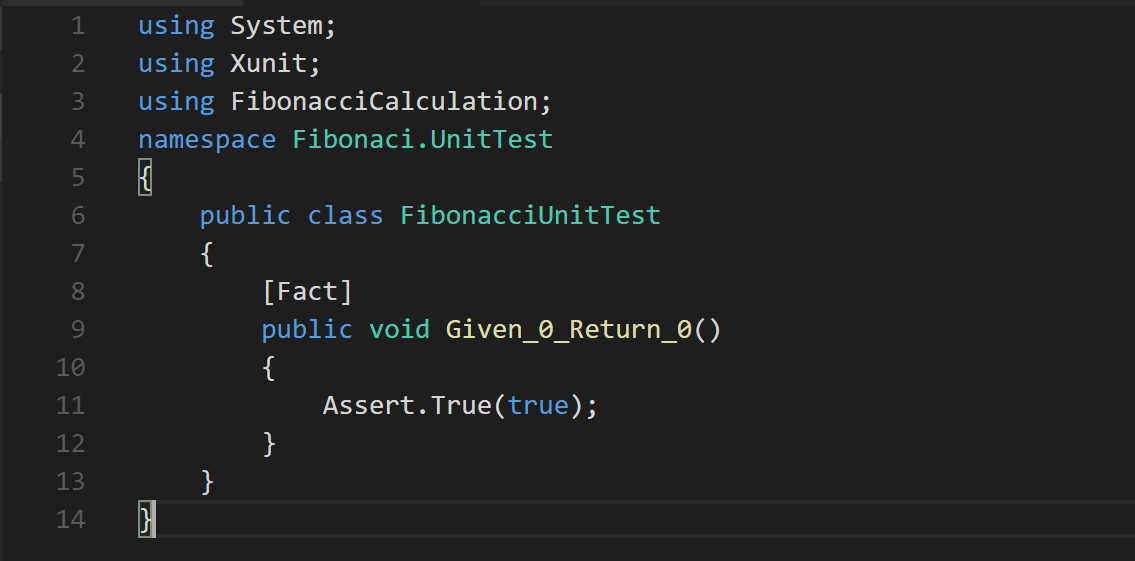 1 using System;
2 using Xunit;
3 using FibonacciCalculation;
4 namespace Fibonaci.UnitTest
5 {
6     public class FibonacciUnitTest
7     {
8         [Fact]
9         public void Given_0_Return_0()
10         {
11             Assert.True(true);
12         }
13     }
14 }